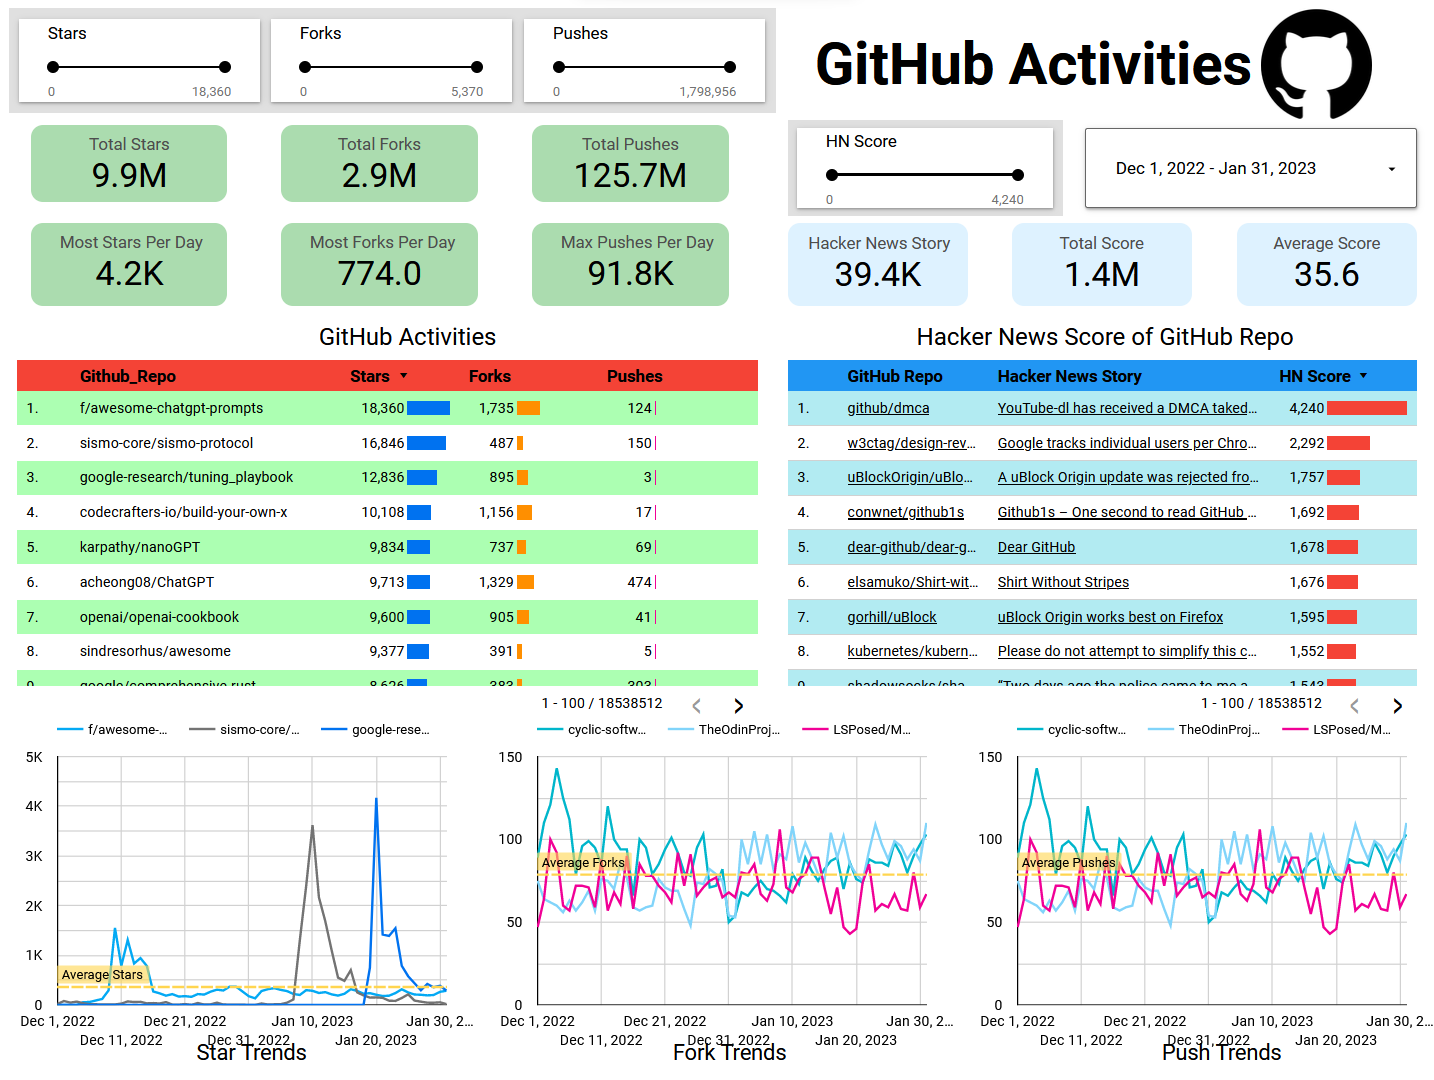 Stars
0 18,360
Forks
0 5,370
Pushes
0 1,798,956
GitHub Activities
Total Stars
9.9M
Total Forks
2.9M
Total Pushes
125.7M
HN Score
0 4,240
Dec 1, 2022 - Jan 31, 2023
Most Stars Per Day
4.2K
Most Forks Per Day
774.0
Max Pushes Per Day
91.8K
Hacker News Story
39.4K
Total Score
1.4M
Average Score
35.6
GitHub Activities
Github_Repo Stars Forks Pushes
1. f/awesome-chatgpt-prompts 18,360 1,735 124
2. sismo-core/sismo-protocol 16,846 487 150
3. google-research/tuning_playbook 12,836 895 3
4. codecrafters-io/build-your-own-x 10,108 1,156 17
5. karpathy/nanoGPT 9,834 737 69
6. acheong08/ChatGPT 9,713 1,329 474
7. openai/openai-cookbook 9,600 905 41
8. sindresorhus/awesome 9,377 391 5
9. google/comprehensive-rust 8,626 383
1 - 100 / 18538512
Hacker News Score of GitHub Repo
GitHub Repo Hacker News Story HN Score
1. github/dmca YouTube-dl has received a DMCA taked… 4,240
2. w3ctag/design-rev… Google tracks individual users per Chro… 2,292
3. uBlockOrigin/uBlo… A uBlock Origin update was rejected fro… 1,757
4. conwnet/github1s Github1s – One second to read GitHub … 1,692
5. dear-github/dear-g… Dear GitHub 1,678
6. elsamuko/Shirt-wit… Shirt Without Stripes 1,676
7. gorhill/uBlock uBlock Origin works best on Firefox 1,595
8. kubernetes/kubern… Please do not attempt to simplify this c… 1,552
9. shadowsocks/sha… “Two days ago the police came to me a… 1,543
1 - 100 / 18538512
f/awesome-… sismo-core/… google-rese…
5K
4K
3K
2K
1K
0
Average Stars
Dec 1, 2022 Dec 21, 2022 Jan 10, 2023 Jan 30, 2…
Dec 11, 2022 Dec 31, 2022 Jan 20, 2023
Star Trends
cyclic-softw… TheOdinProj… LSPosed/M…
150
100
50
0
Average Forks
Dec 1, 2022 Dec 21, 2022 Jan 10, 2023 Jan 30, 2…
Dec 11, 2022 Dec 31, 2022 Jan 20, 2023
Fork Trends
cyclic-softw… TheOdinProj… LSPosed/M…
150
100
50
0
Average Pushes
Dec 1, 2022 Dec 21, 2022 Jan 10, 2023 Jan 30, 2…
Dec 11, 2022 Dec 31, 2022 Jan 20, 2023
Push Trends